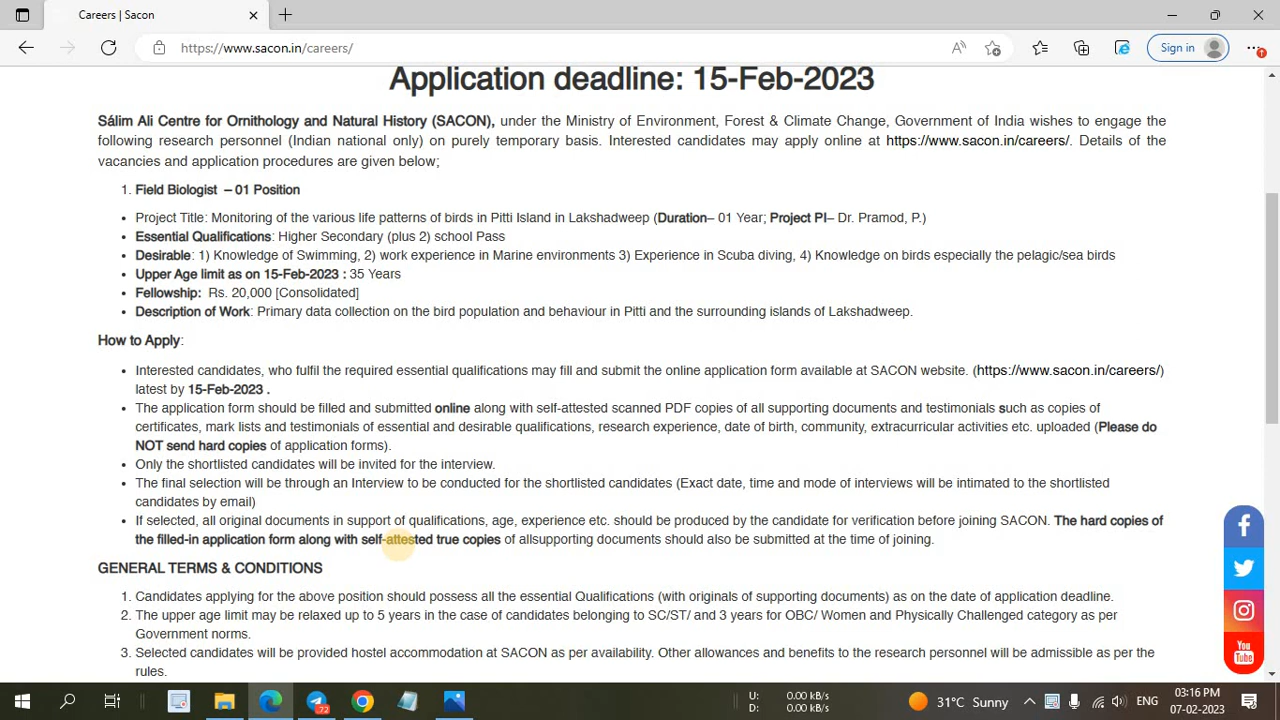 Careers | Sacon
https://www.sacon.in/careers/
Sign in
Application deadline: 15-Feb-2023
Sálim Ali Centre for Ornithology and Natural History (SACON), under the Ministry of Environment, Forest & Climate Change, Government of India wishes to engage the
following research personnel (Indian national only) on purely temporary basis. Interested candidates may apply online at https://www.sacon.in/careers/. Details of the
vacancies and application procedures are given below;
1. Field Biologist – 01 Position
• Project Title: Monitoring of the various life patterns of birds in Pitti Island in Lakshadweep (Duration– 01 Year; Project PI– Dr. Pramod, P.)
• Essential Qualifications: Higher Secondary (plus 2) school Pass
• Desirable: 1) Knowledge of Swimming, 2) work experience in Marine environments 3) Experience in Scuba diving, 4) Knowledge on birds especially the pelagic/sea birds
• Upper Age limit as on 15-Feb-2023 : 35 Years
• Fellowship: Rs. 20,000 [Consolidated]
• Description of Work: Primary data collection on the bird population and behaviour in Pitti and the surrounding islands of Lakshadweep.
How to Apply:
• Interested candidates, who fulfil the required essential qualifications may fill and submit the online application form available at SACON website. (https://www.sacon.in/careers/)
latest by 15-Feb-2023 .
• The application form should be filled and submitted online along with self-attested scanned PDF copies of all supporting documents and testimonials such as copies of
certificates, mark lists and testimonials of essential and desirable qualifications, research experience, date of birth, community, extracurricular activities etc. uploaded (Please do
NOT send hard copies of application forms).
• Only the shortlisted candidates will be invited for the interview.
• The final selection will be through an Interview to be conducted for the shortlisted candidates (Exact date, time and mode of interviews will be intimated to the shortlisted
candidates by email)
• If selected, all original documents in support of qualifications, age, experience etc. should be produced by the candidate for verification before joining SACON. The hard copies of
the filled-in application form along with self-attested true copies of allsupporting documents should also be submitted at the time of joining.
GENERAL TERMS & CONDITIONS
1. Candidates applying for the above position should possess all the essential Qualifications (with originals of supporting documents) as on the date of application deadline.
2. The upper age limit may be relaxed up to 5 years in the case of candidates belonging to SC/ST/ and 3 years for OBC/ Women and Physically Challenged category as per
Government norms.
3. Selected candidates will be provided hostel accommodation at SACON as per availability. Other allowances and benefits to the research personnel will be admissible as per the
rules.
You Tube
72
U: 0.00 kB/s
D: 0.00 kB/s
31°C Sunny
ENG
03:16 PM
07-02-2023